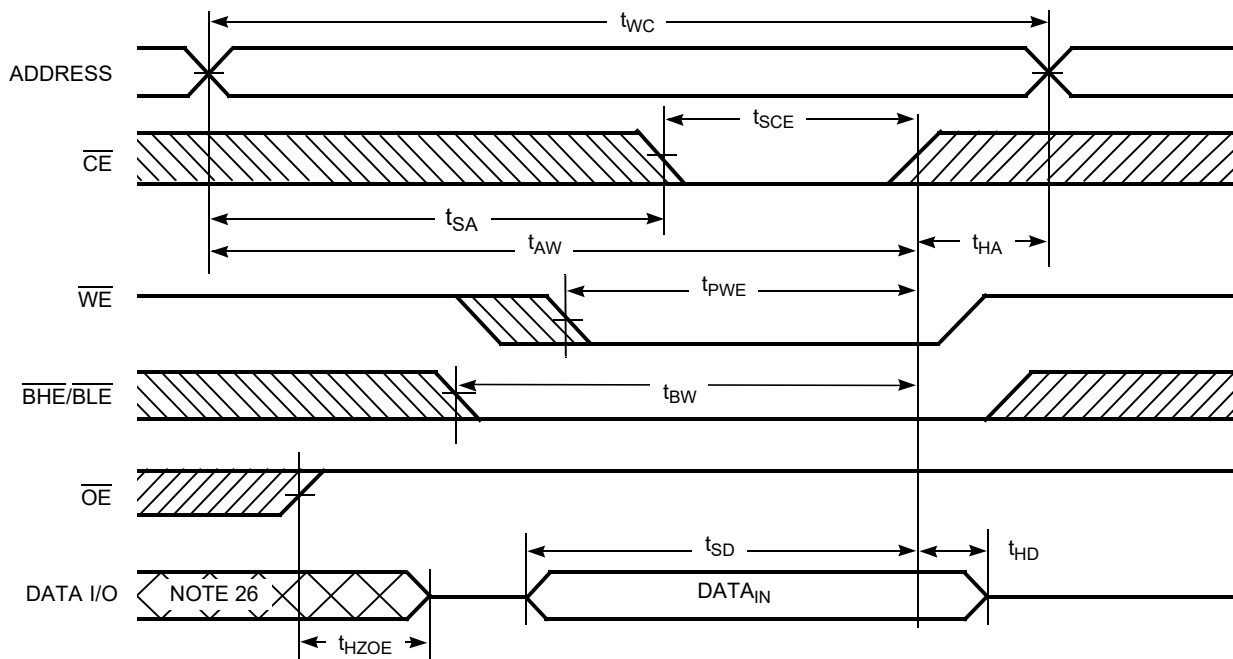 tWC
ADDRESS
tSCE
CE
tSA
tAW
tHA
WE
tPWE
BHE/BLE
tBW
OE
tSD
tHD
DATA I/O
NOTE 26
DATAIN
tHZOE